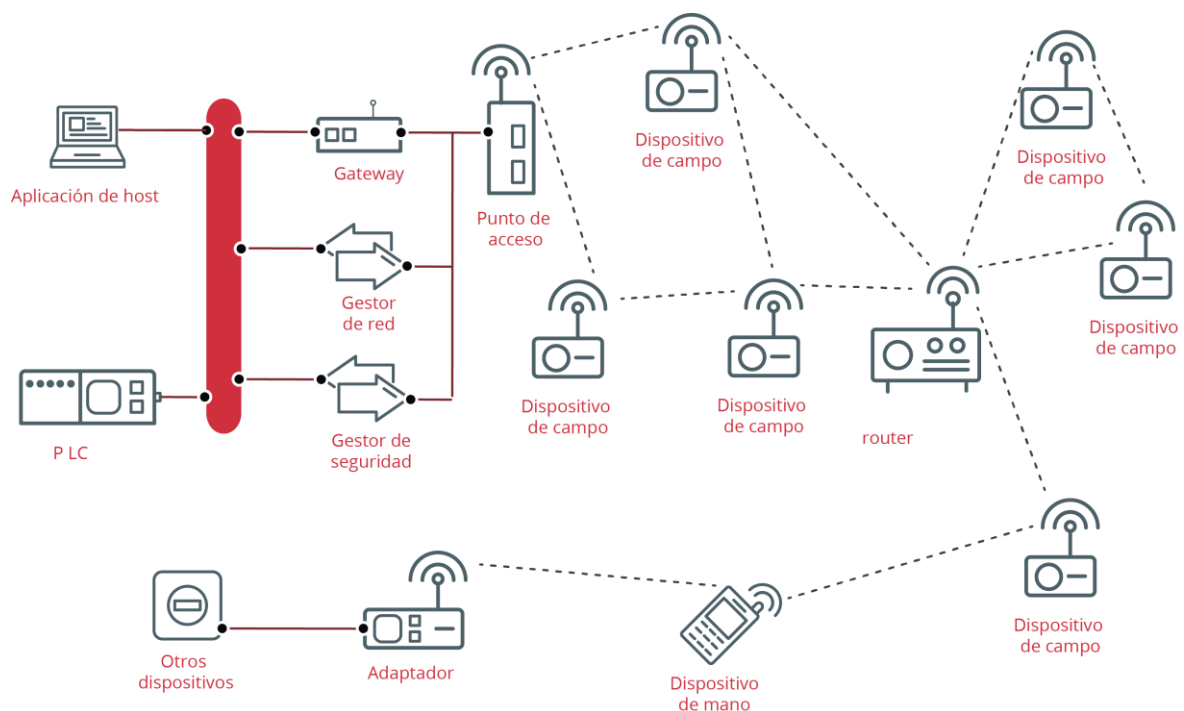 Dispositivo
de campo
Dispositivo
de campo
Aplicación de host
Gateway
Punto de
acceso
Gestor
de red
Dispositivo
de campo
Dispositivo
de campo
Dispositivo
de campo
router
P LC
Gestor de
seguridad
Dispositivo
de campo
Otros
dispositivos
Adaptador
Dispositivo
de mano